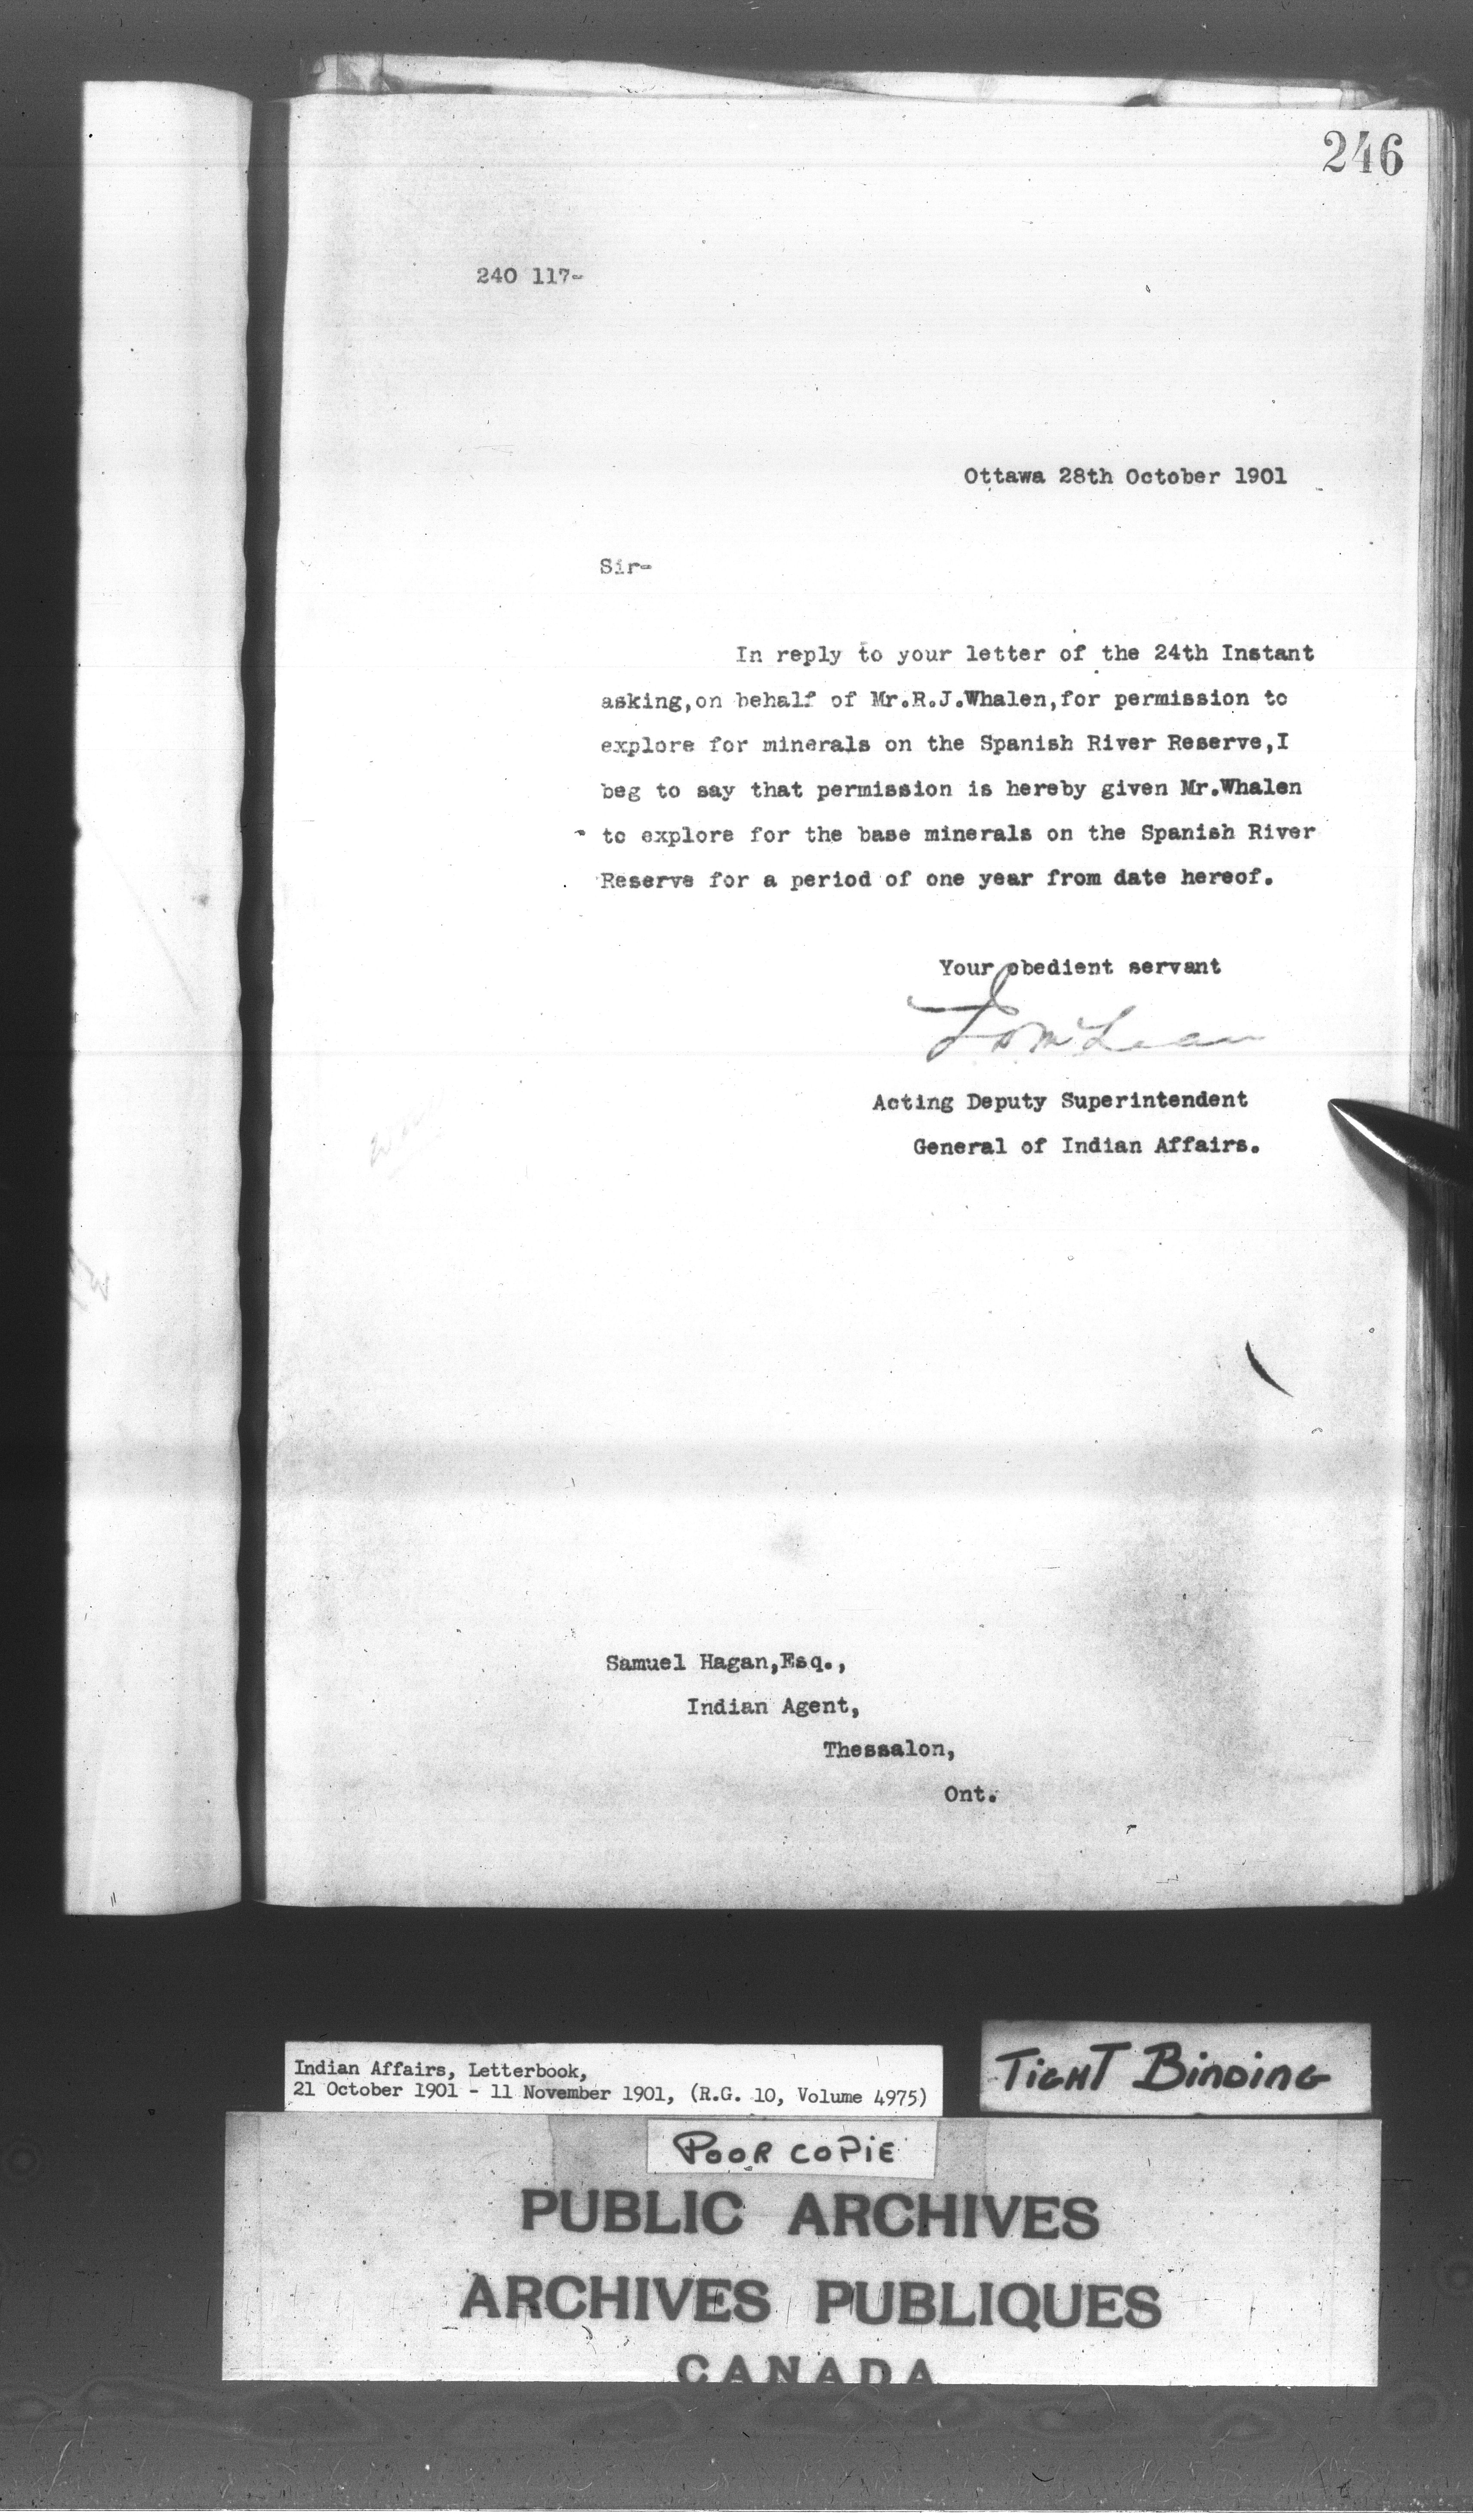 246
240 117-
Ottawa 28th October 1901
Sir-
In reply to your letter of the 24th Instant
asking,on behalf of Mr.R.J.Whalen,for permission to
explore for minerals on the Spanish River Reserve,I
beg to say that permission is hereby given Mr.Whalen
to explore for the base minerals on the Spanish River
Reserve for a period of one year from date hereof.
Your obedient servant
McLean
Acting Deputy Superintendent
General of Indian Affairs.
Samuel Hagan,Esq.,
Indian Agent,
Thessalon,
Ont.
Indian Affairs, Letterbook,
21 October 1901 - 11 November 1901, (R.G. 10, Volume 4975)
TIGHT BINDING
POOR COPIE
PUBLIC ARCHIVES
ARCHIVES PUBLIQUES
CANADA